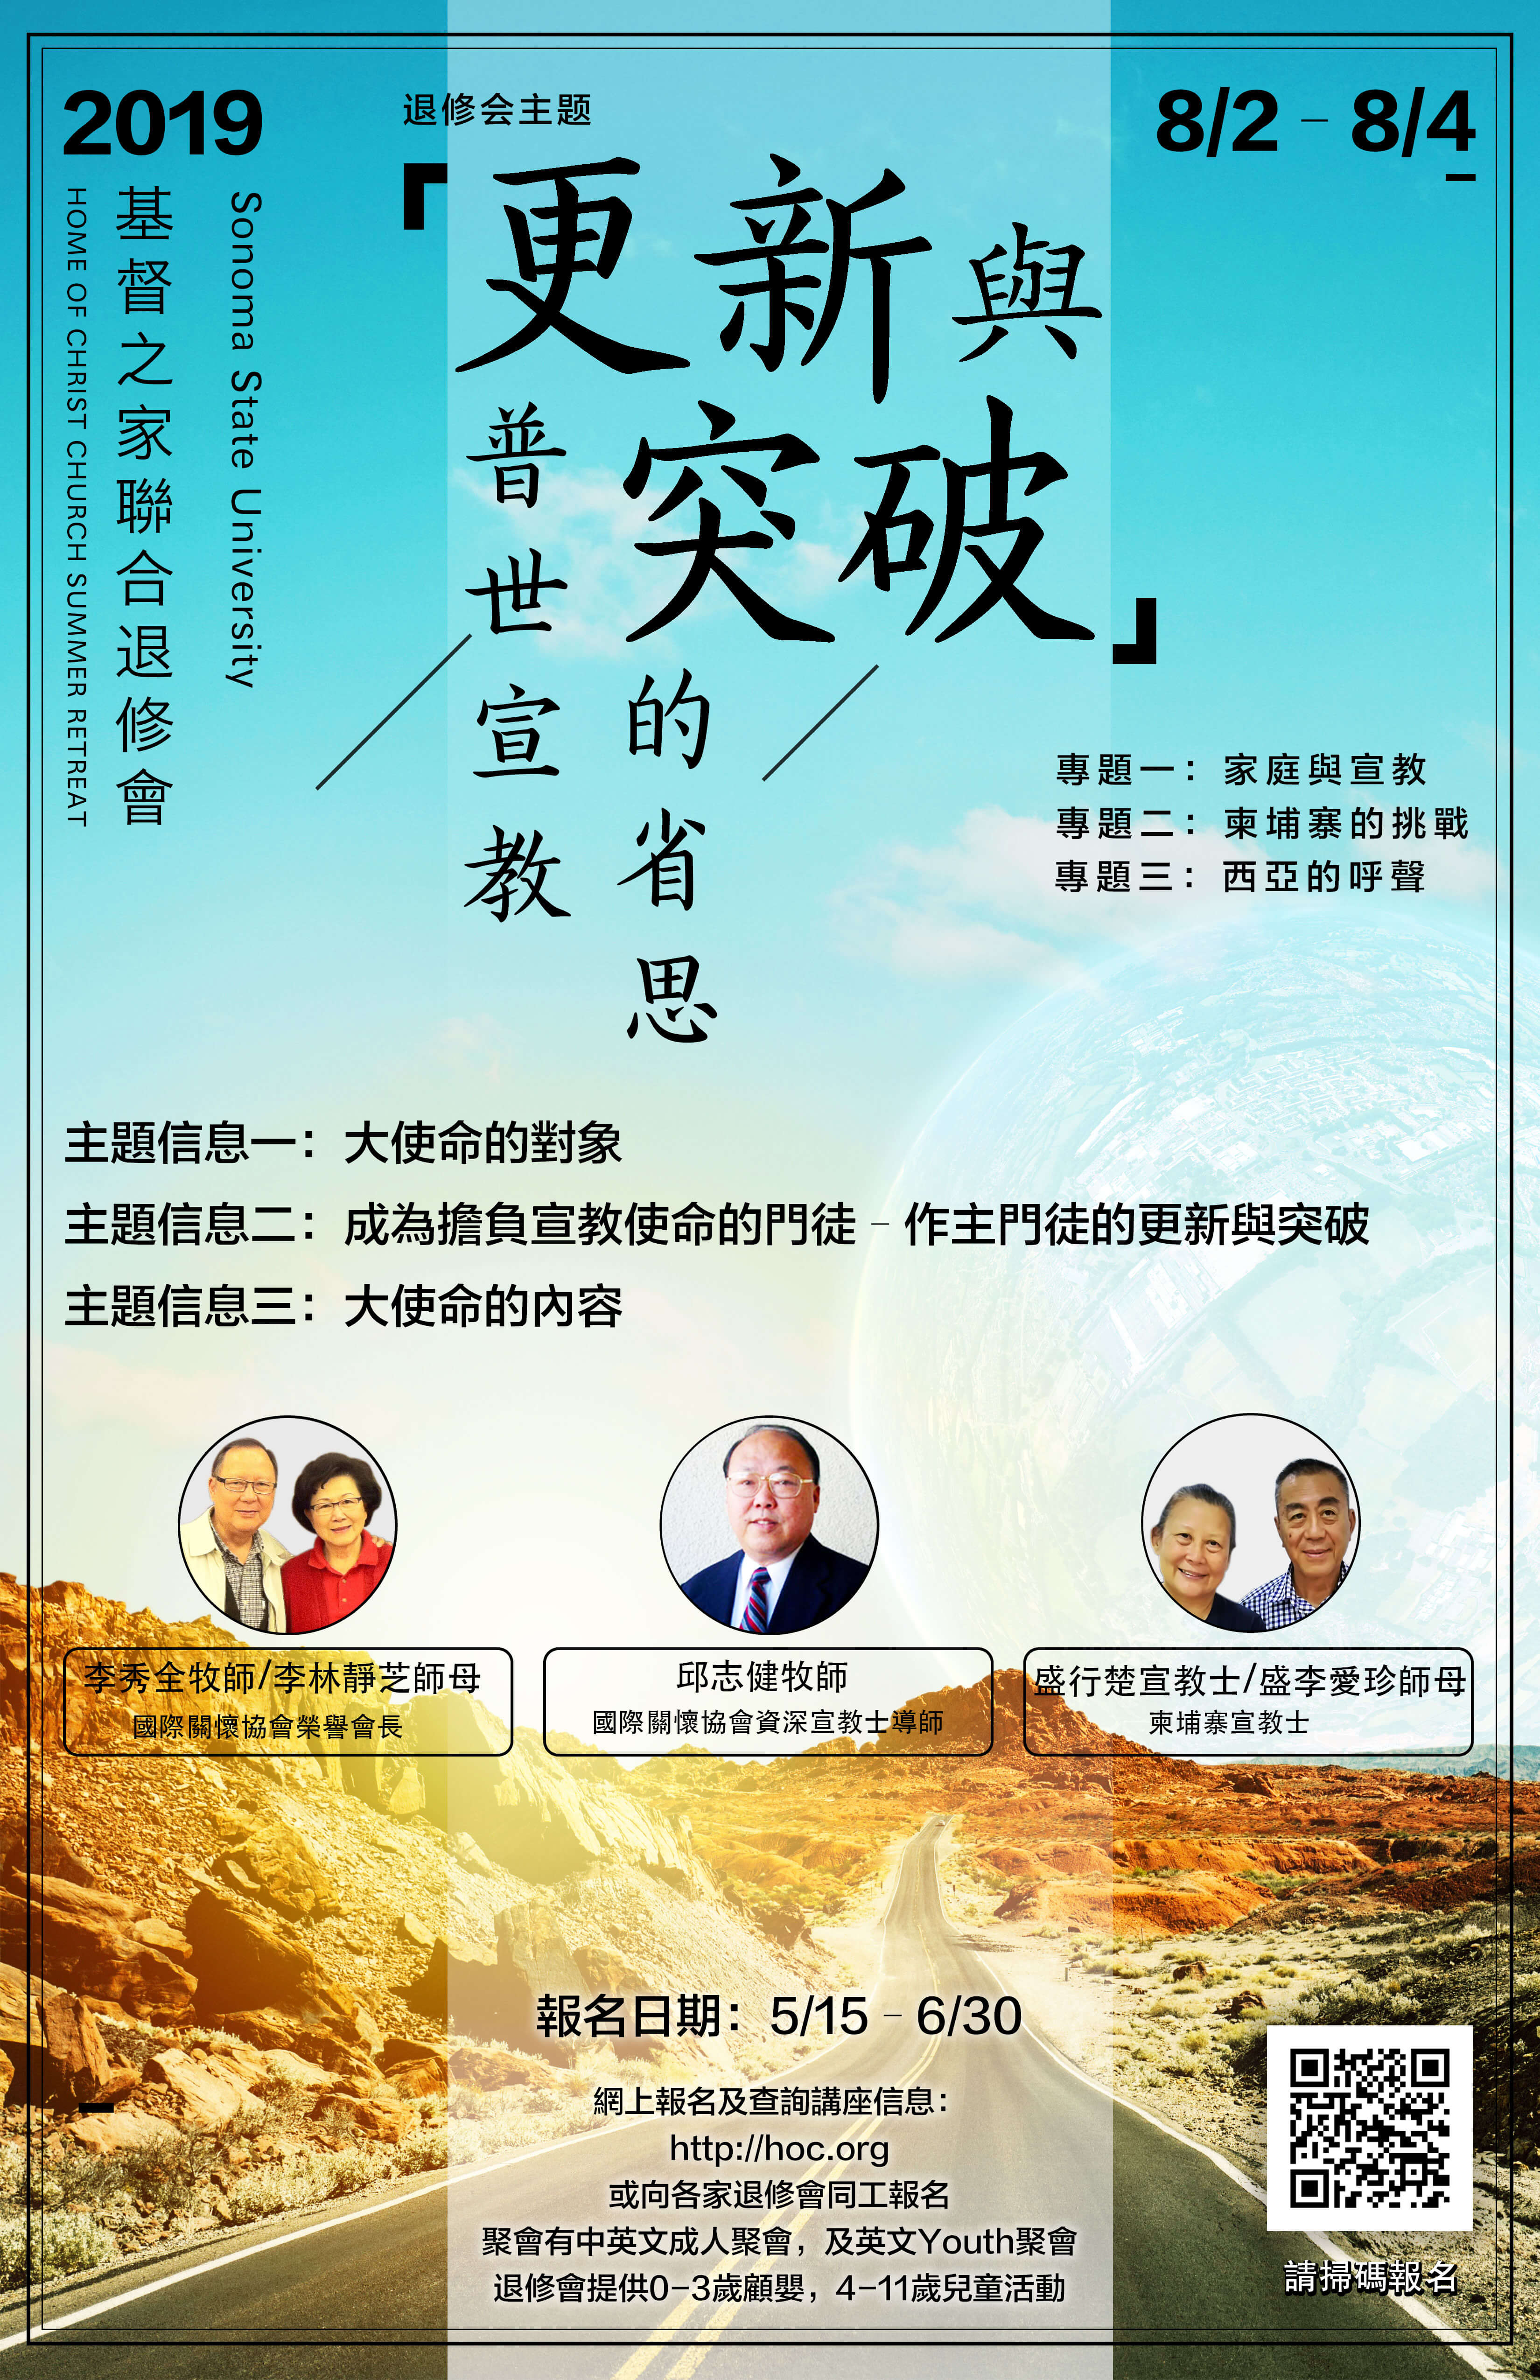 2019
基督之家聯合退修會
HOME OF CHRIST CHURCH SUMMER RETREAT
Sonoma State University
退修会主题
8/2 – 8/4
「更新與
突破」
普世宣教
的省思
專題一：家庭與宣教
專題二：柬埔寨的挑戰
專題三：西亞的呼聲
主題信息一：大使命的對象
主題信息二：成為擔負宣教使命的門徒 – 作主門徒的更新與突破
主題信息三：大使命的內容
李秀全牧師/李林靜芝師母
國際關懷協會榮譽會長
邱志健牧師
國際關懷協會資深宣教士導師
盛行楚宣教士/盛李愛珍師母
柬埔寨宣教士
報名日期：5/15 – 6/30
網上報名及查詢講座信息：
http://hoc.org
或向各家退修會同工報名
聚會有中英文成人聚會，及英文Youth聚會
退修會提供0-3歲顧嬰，4-11歲兒童活動
請掃碼報名